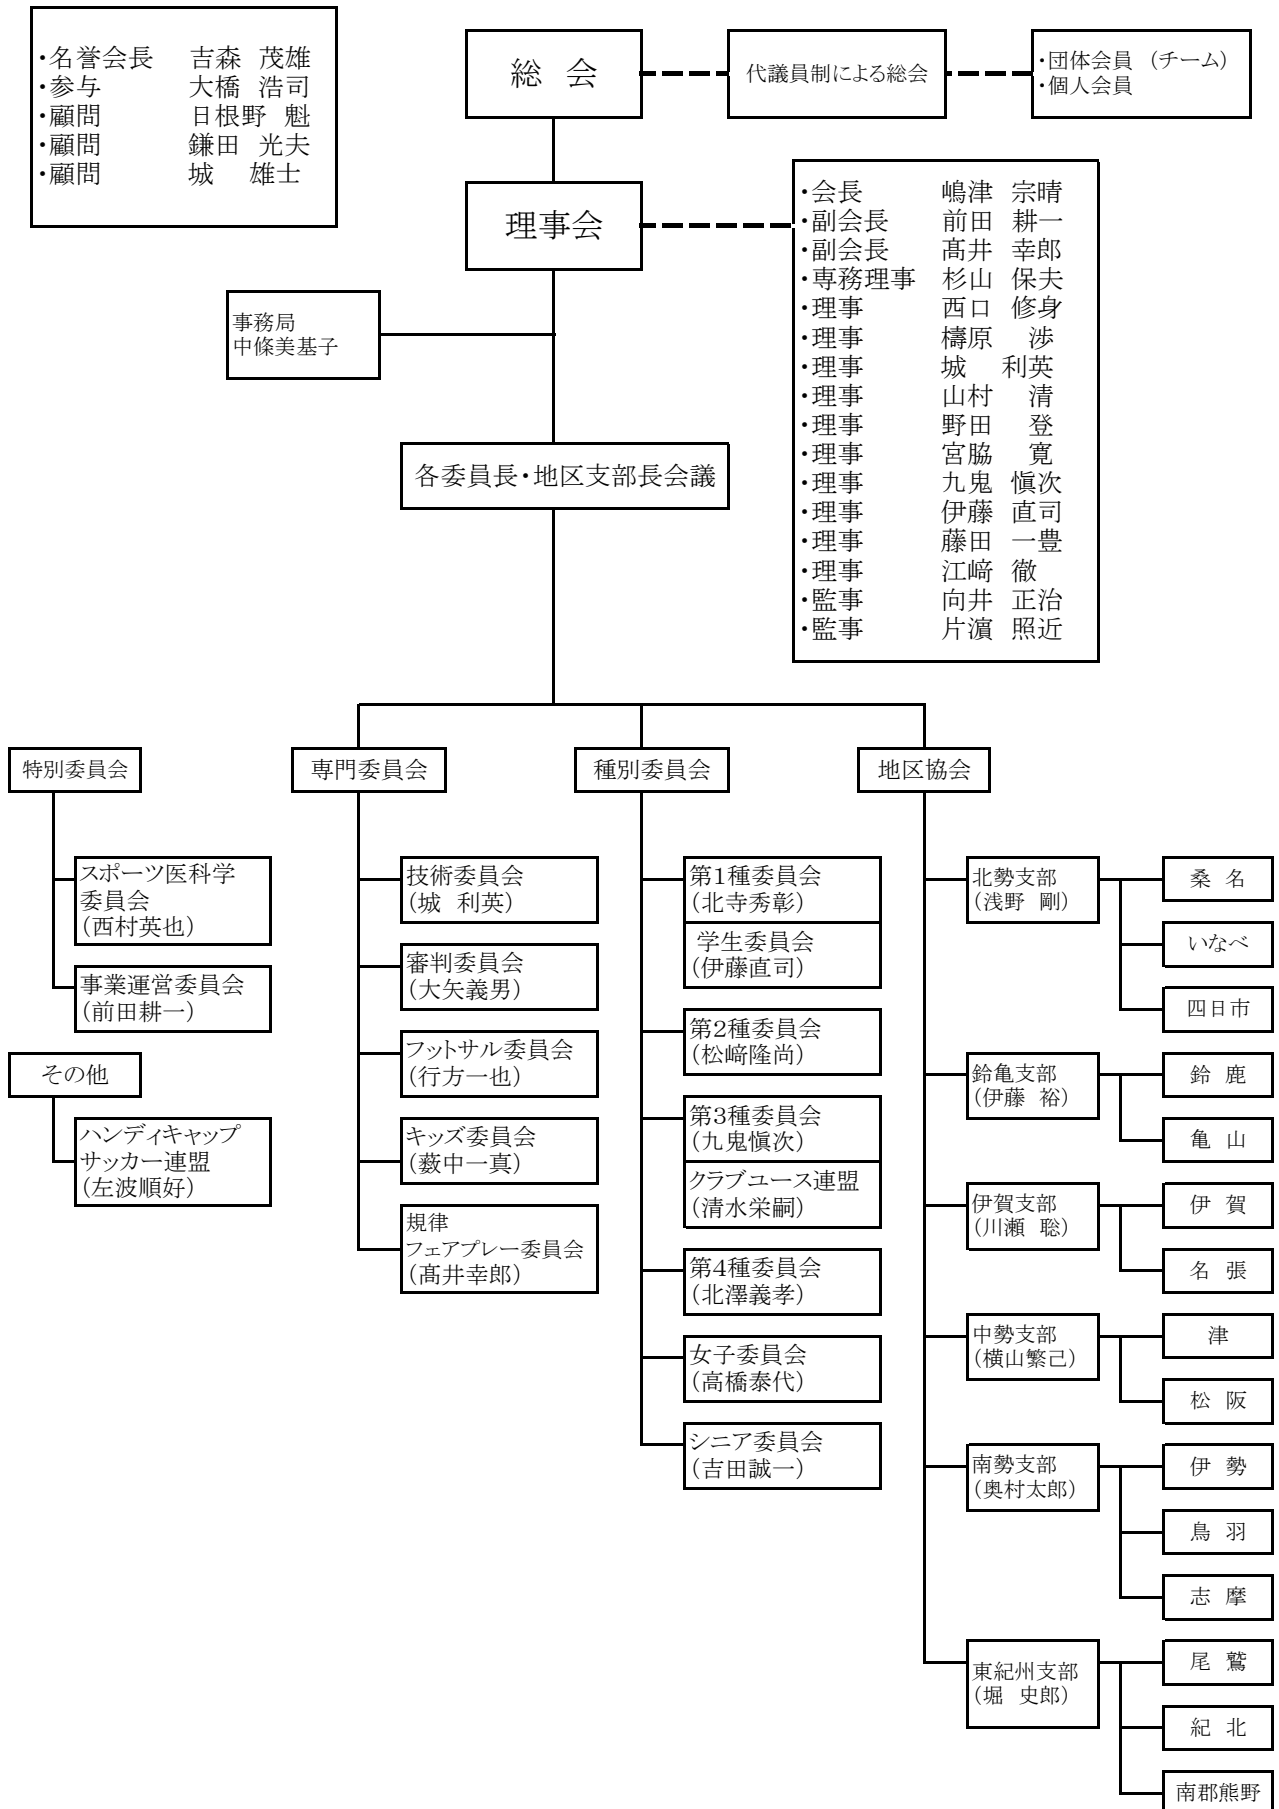 ・名誉会長 吉森 茂雄
・参与 大橋 浩司
・顧問 日根野 魁
・顧問 鎌田 光夫
・顧問 城 雄士
総 会
代議員制による総会
・団体会員 （チーム）
・個人会員
理事会
・会長 嶋津 宗晴
・副会長 前田 耕一
・副会長 髙井 幸郎
・専務理事 杉山 保夫
・理事 西口 修身
・理事 檮原 渉
・理事 城 利英
・理事 山村 清
・理事 野田 登
・理事 宮脇 寛
・理事 九鬼 愼次
・理事 伊藤 直司
・理事 藤田 一豊
・理事 江﨑 徹
・監事 向井 正治
・監事 片濵 照近
事務局
中條美基子
各委員長・地区支部長会議
特別委員会
スポーツ医科学
委員会
（西村英也）
事業運営委員会
（前田耕一）
その他
ハンディキャップ
サッカー連盟
（左波順好）
専門委員会
技術委員会
（城 利英）
審判委員会
（大矢義男）
フットサル委員会
（行方一也）
キッズ委員会
（薮中一真）
規律
フェアプレー委員会
（髙井幸郎）
種別委員会
第1種委員会
（北寺秀彰）
学生委員会
（伊藤直司）
第2種委員会
（松﨑隆尚）
第3種委員会
（九鬼愼次）
クラブユース連盟
（清水栄嗣）
第4種委員会
（北澤義孝）
女子委員会
（高橋泰代）
シニア委員会
（吉田誠一）
地区協会
北勢支部
（浅野 剛）
桑 名
いなべ
四日市
鈴亀支部
（伊藤 裕）
鈴 鹿
亀 山
伊賀支部
（川瀬 聡）
伊 賀
名 張
中勢支部
（横山繁己）
津
松 阪
南勢支部
（奥村太郎）
伊 勢
鳥 羽
志 摩
東紀州支部
（堀 史郎）
尾 鷲
紀 北
南郡熊野